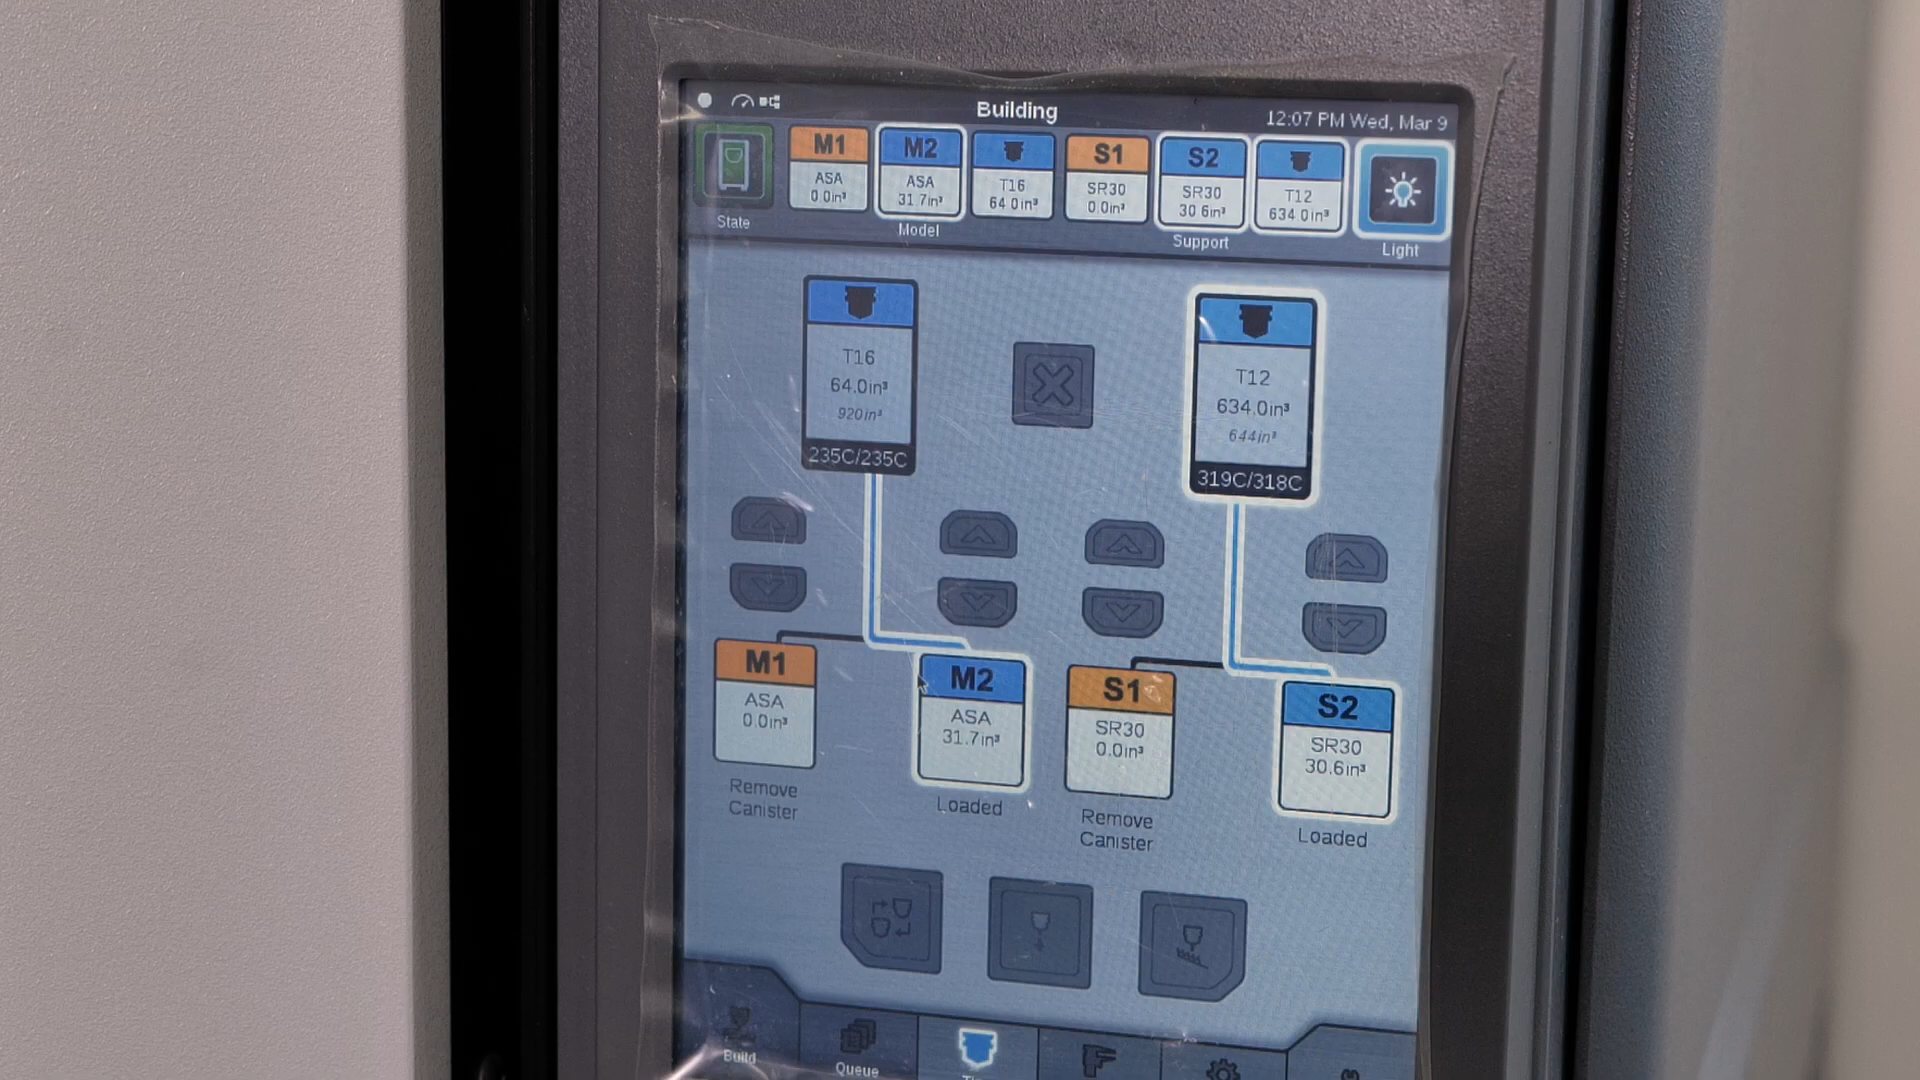 Building
12:07 PM Wed, Mar 9
M1
ASA
0.0in³
M2
ASA
31.7in³
T16
64.0in³
S1
SR30
0.0in³
S2
SR30
30.6in³
T12
634.0in³
State
Model
Support
Light
T16
64.0in³
920in³
235C/235C
T12
634.0in³
644in³
319C/318C
M1
ASA
0.0in³
Remove
Canister
M2
ASA
31.7in³
Loaded
S1
SR30
0.0in³
Remove
Canister
S2
SR30
30.6in³
Loaded
Build
Queue